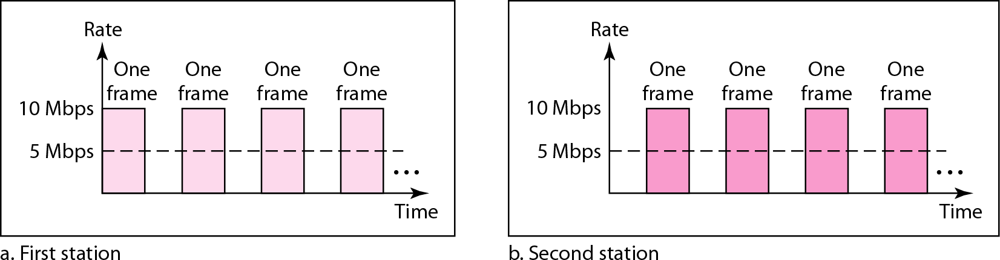 Rate
One One One One
frame frame frame frame
10 Mbps
5 Mbps
...
Time
a. First station
Rate
One One One One
frame frame frame frame
10 Mbps
5 Mbps
...
Time
b. Second station